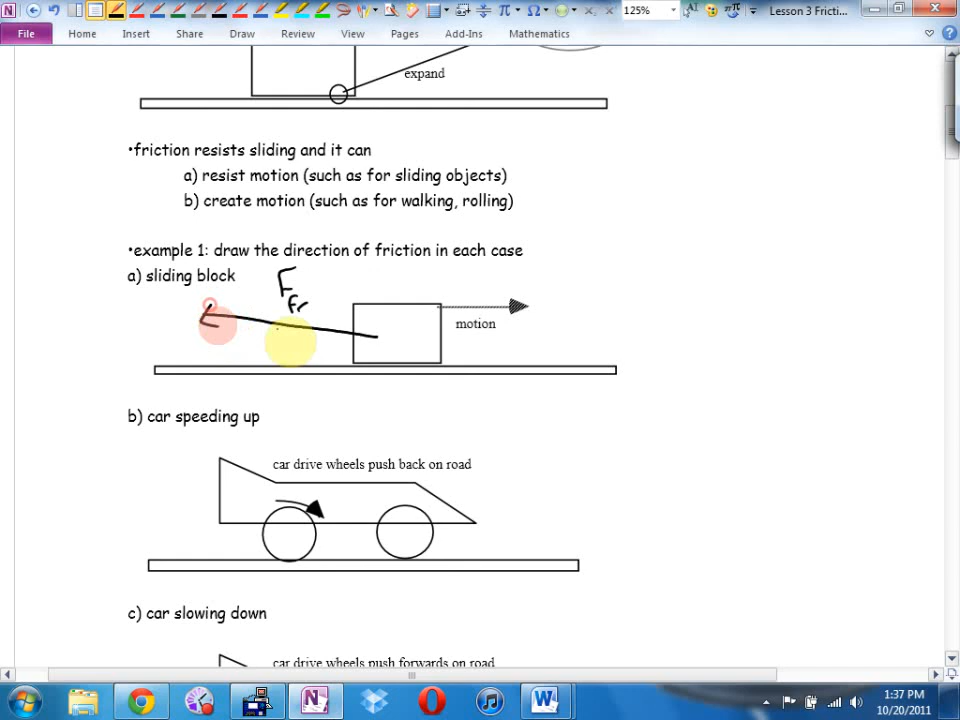 125%
Lesson 3 Fricti...
File Home Insert Share Draw Review View Pages Add-Ins Mathematics
expand
•friction resists sliding and it can
a) resist motion (such as for sliding objects)
b) create motion (such as for walking, rolling)
•example 1: draw the direction of friction in each case
a) sliding block
F fr
motion
b) car speeding up
car drive wheels push back on road
c) car slowing down
car drive wheels push forwards on road
1:37 PM
10/20/2011